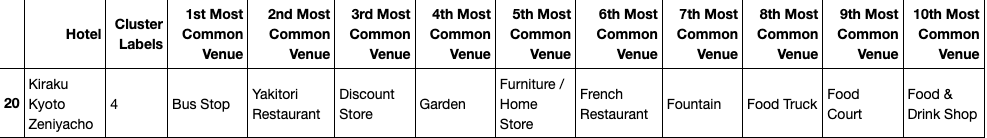 Hotel Cluster Labels 1st Most Common Venue 2nd Most Common Venue 3rd Most Common Venue 4th Most Common Venue 5th Most Common Venue 6th Most Common Venue 7th Most Common Venue 8th Most Common Venue 9th Most Common Venue 10th Most Common Venue
20 Kiraku Kyoto Zeniyacho 4 Bus Stop Yakitori Restaurant Discount Store Garden Furniture / Home Store French Restaurant Fountain Food Truck Food Court Food & Drink Shop